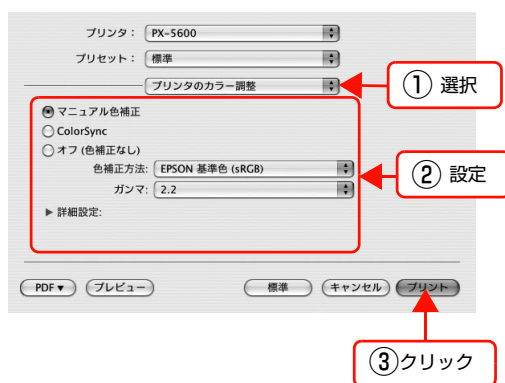 プリンタ： PX-5600
プリセット： 標準
プリンタのカラー調整
① 選択
マニュアル色補正
ColorSync
オフ (色補正なし)
色補正方法: EPSON 基準色 (sRGB)
② 設定
ガンマ: 2.2
▶ 詳細設定:
PDF▼ プレビュー 標準 キャンセル プリント
③クリック